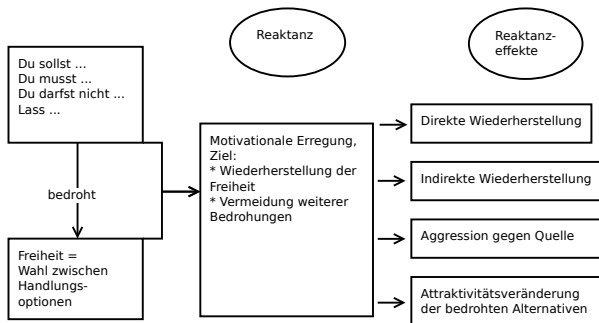 Reaktanz
Reaktanz-
effekte
Du sollst ...
Du musst ...
Du darfst nicht ...
Lass ...
bedroht
Freiheit =
Wahl zwischen
Handlungs-
optionen
Motivationale Erregung,
Ziel:
* Wiederherstellung der
Freiheit
* Vermeidung weiterer
Bedrohungen
Direkte Wiederherstellung
Indirekte Wiederherstellung
Aggression gegen Quelle
Attraktivitätsveränderung
der bedrohten Alternativen